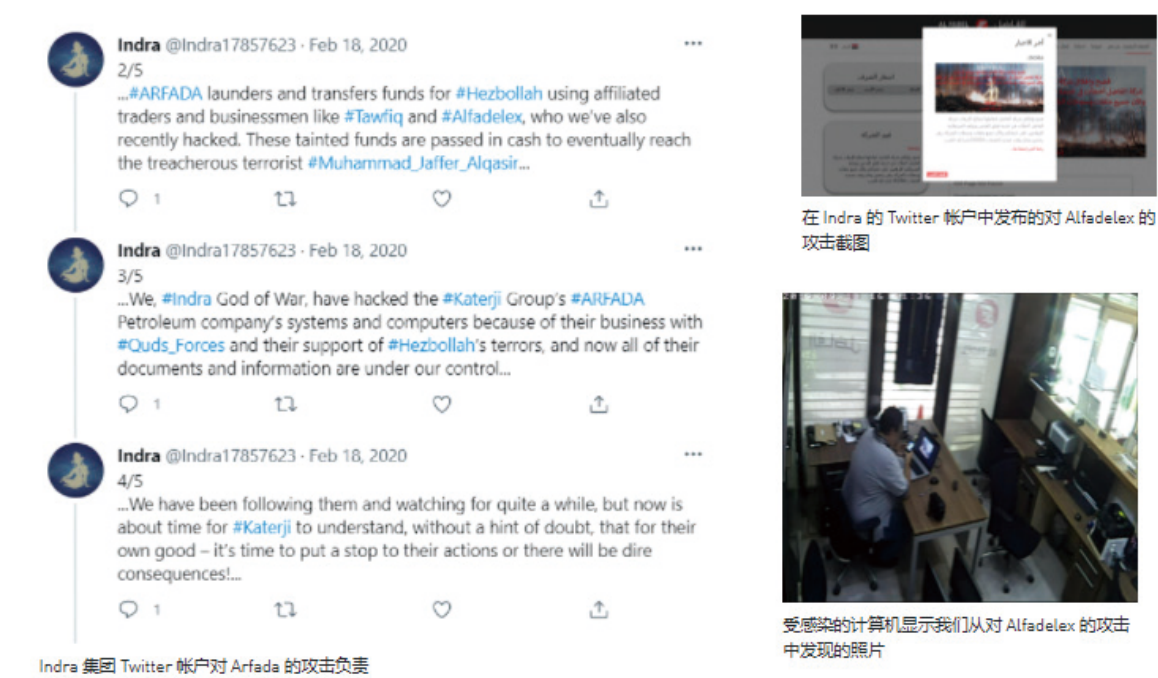 Indra @Indra17857623 · Feb 18, 2020
2/5
...#ARFADA launders and transfers funds for #Hezbollah using affiliated
traders and businessmen like #Tawfiq and #Alfadelex, who we've also
recently hacked. These tainted funds are passed in cash to eventually reach
the treacherous terrorist #Muhammad_Jaffer_Alqasir...
1
Indra @Indra17857623 · Feb 18, 2020
3/5
...We, #Indra God of War, have hacked the #Katerji Group's #ARFADA
Petroleum company's systems and computers because of their business with
#Quds_Forces and their support of #Hezbollah's terrors, and now all of their
documents and information are under our control...
1
Indra @Indra17857623 · Feb 18, 2020
4/5
...We have been following them and watching for quite a while, but now is
about time for #Katerji to understand, without a hint of doubt, that for their
own good – it's time to put a stop to their actions or there will be dire
consequences!...
1
Indra 集团 Twitter 帐户对 Arfada 的攻击负责
آخر الاخبار
اسعار الصرف
在 Indra 的 Twitter 帐户中发布的对 Alfadelex 的
攻击截图
受感染的计算机显示我们从对 Alfadelex 的攻击
中发现的照片